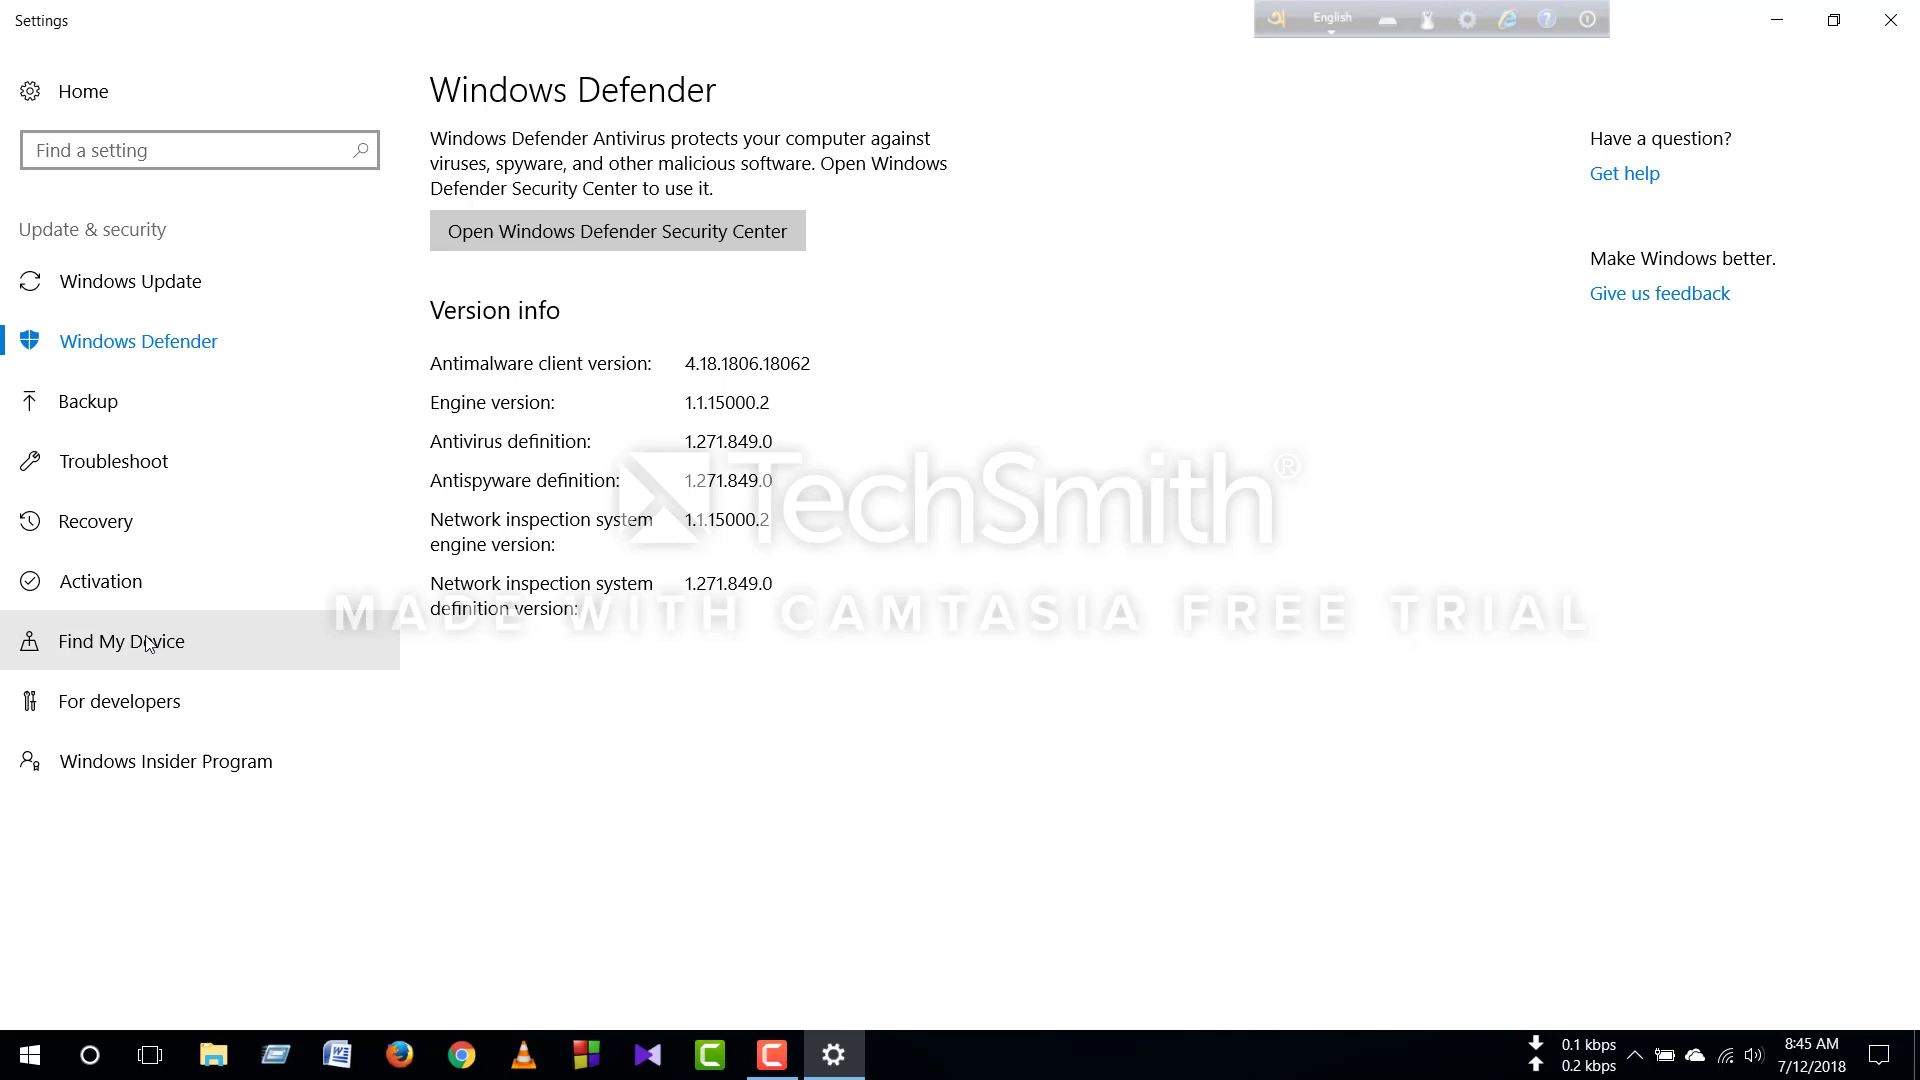 Settings
English
Home
Find a setting
Update & security
Windows Update
Windows Defender
Backup
Troubleshoot
Recovery
Activation
Find My Device
For developers
Windows Insider Program
Windows Defender
Windows Defender Antivirus protects your computer against
viruses, spyware, and other malicious software. Open Windows
Defender Security Center to use it.
Open Windows Defender Security Center
Version info
Antimalware client version: 4.18.1806.18062
Engine version: 1.1.15000.2
Antivirus definition: 1.271.849.0
Antispyware definition: 1.271.849.0
Network inspection system 1.1.15000.2
engine version:
Network inspection system 1.271.849.0
definition version:
Have a question?
Get help
Make Windows better.
Give us feedback
TechSmith®
MADE WITH CAMTASIA FREE TRIAL
0.1 kbps
0.2 kbps
8:45 AM
7/12/2018